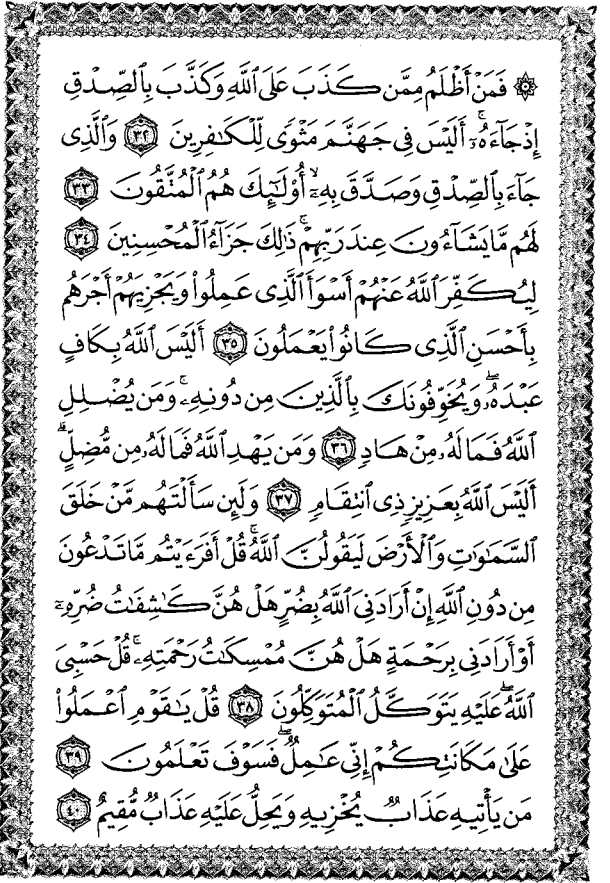 ۞ فَمَنْ أَظْلَمُ مِمَّن كَذَبَ عَلَى ٱللَّهِ وَكَذَّبَ بِٱلصِّدْقِ
إِذْ جَآءَهُۥٓ ۚ أَلَيْسَ فِى جَهَنَّمَ مَثْوًى لِّلْكَٰفِرِينَ ٣٢ وَٱلَّذِى
جَآءَ بِٱلصِّدْقِ وَصَدَّقَ بِهِۦٓ ۙ أُو۟لَٰٓئِكَ هُمُ ٱلْمُتَّقُونَ ٣٣
لَهُم مَّا يَشَآءُونَ عِندَ رَبِّهِمْ ۚ ذَٰلِكَ جَزَآءُ ٱلْمُحْسِنِينَ ٣٤
لِيُكَفِّرَ ٱللَّهُ عَنْهُمْ أَسْوَأَ ٱلَّذِى عَمِلُوا۟ وَيَجْزِيَهُمْ أَجْرَهُم
بِأَحْسَنِ ٱلَّذِى كَانُوا۟ يَعْمَلُونَ ٣٥ أَلَيْسَ ٱللَّهُ بِكَافٍ
عَبْدَهُۥ ۖ وَيُخَوِّفُونَكَ بِٱلَّذِينَ مِن دُونِهِۦ ۚ وَمَن يُضْلِلِ
ٱللَّهُ فَمَا لَهُۥ مِنْ هَادٍ ٣٦ وَمَن يَهْدِ ٱللَّهُ فَمَا لَهُۥ مِن مُّضِلٍّ ۗ
أَلَيْسَ ٱللَّهُ بِعَزِيزٍ ذِى ٱنتِقَامٍ ٣٧ وَلَئِن سَأَلْتَهُم مَّنْ خَلَقَ
ٱلسَّمَٰوَٰتِ وَٱلْأَرْضَ لَيَقُولُنَّ ٱللَّهُ ۚ قُلْ أَفَرَءَيْتُم مَّا تَدْعُونَ
مِن دُونِ ٱللَّهِ إِنْ أَرَادَنِىَ ٱللَّهُ بِضُرٍّ هَلْ هُنَّ كَٰشِفَٰتُ ضُرِّهِۦٓ
أَوْ أَرَادَنِى بِرَحْمَةٍ هَلْ هُنَّ مُمْسِكَٰتُ رَحْمَتِهِۦ ۚ قُلْ حَسْبِىَ
ٱللَّهُ ۖ عَلَيْهِ يَتَوَكَّلُ ٱلْمُتَوَكِّلُونَ ٣٨ قُلْ يَٰقَوْمِ ٱعْمَلُوا۟
عَلَىٰ مَكَانَتِكُمْ إِنِّى عَٰمِلٌ ۖ فَسَوْفَ تَعْلَمُونَ ٣٩
مَن يَأْتِيهِ عَذَابٌ يُخْزِيهِ وَيَحِلُّ عَلَيْهِ عَذَابٌ مُّقِيمٌ ٤٠